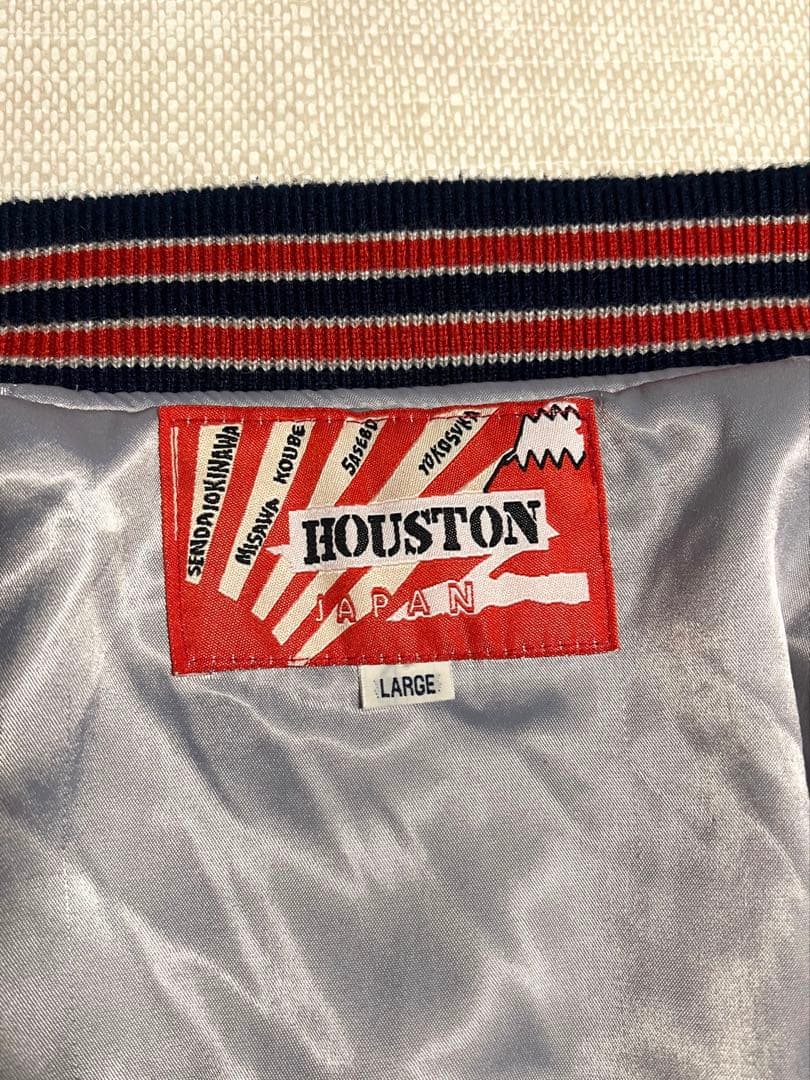 SENDAI OKINAWA
MISAWA KOUBE
SASEBO
YOKOSUKA
HOUSTON
JAPAN
LARGE